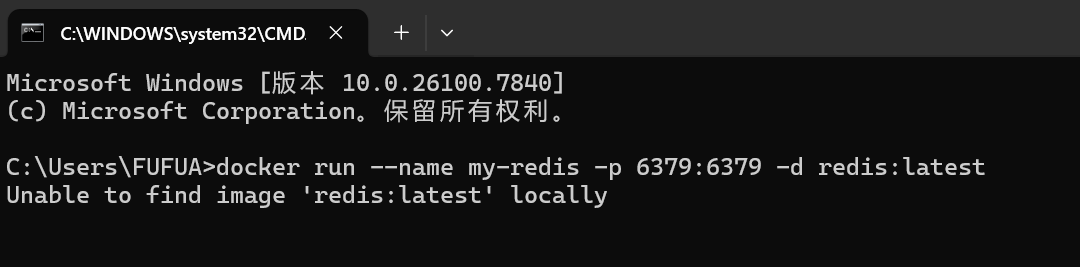 C:\WINDOWS\system32\CMD.
Microsoft Windows [版本 10.0.26100.7840]
(c) Microsoft Corporation。保留所有权利。
C:\Users\FUFUA>docker run --name my-redis -p 6379:6379 -d redis:latest
Unable to find image 'redis:latest' locally